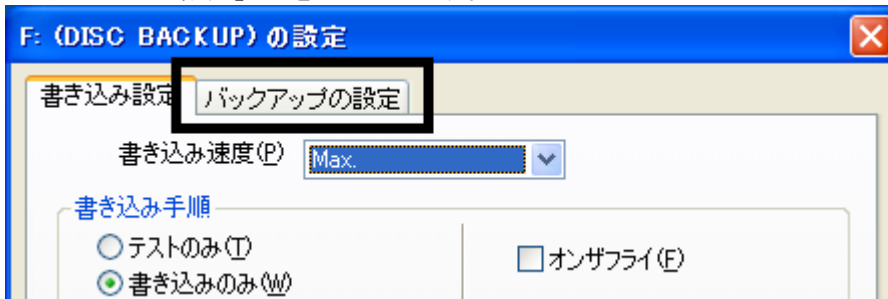 F: (DISC BACKUP) の設定
書き込み設定 バックアップの設定
書き込み速度(P) Max.
書き込み手順
テストのみ(T) オンザフライ(F)
書き込みのみ(W)